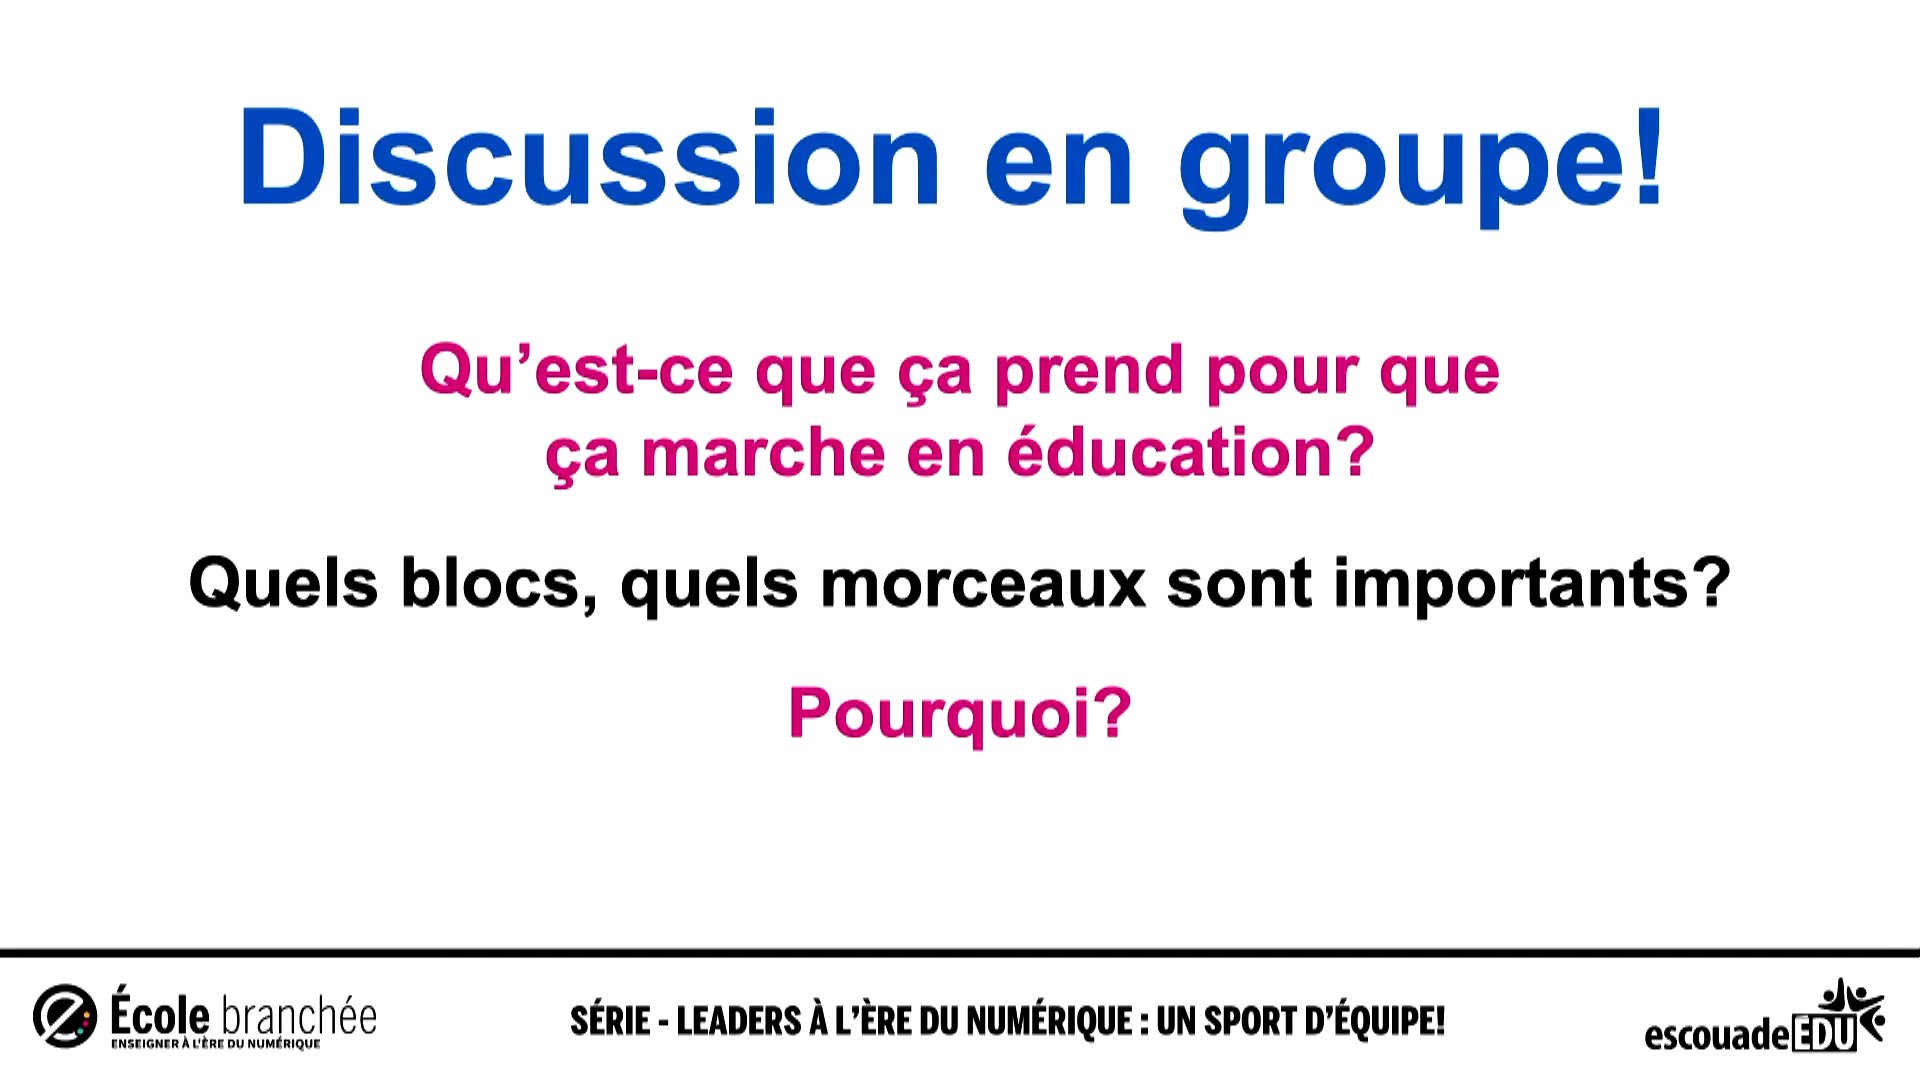 Discussion en groupe!
Qu’est-ce que ça prend pour que
ça marche en éducation?
Quels blocs, quels morceaux sont importants?
Pourquoi?
École branchée
ENSEIGNER À L'ÈRE DU NUMÉRIQUE
SÉRIE - LEADERS À L’ÈRE DU NUMÉRIQUE : UN SPORT D’ÉQUIPE!
escouadeEDU